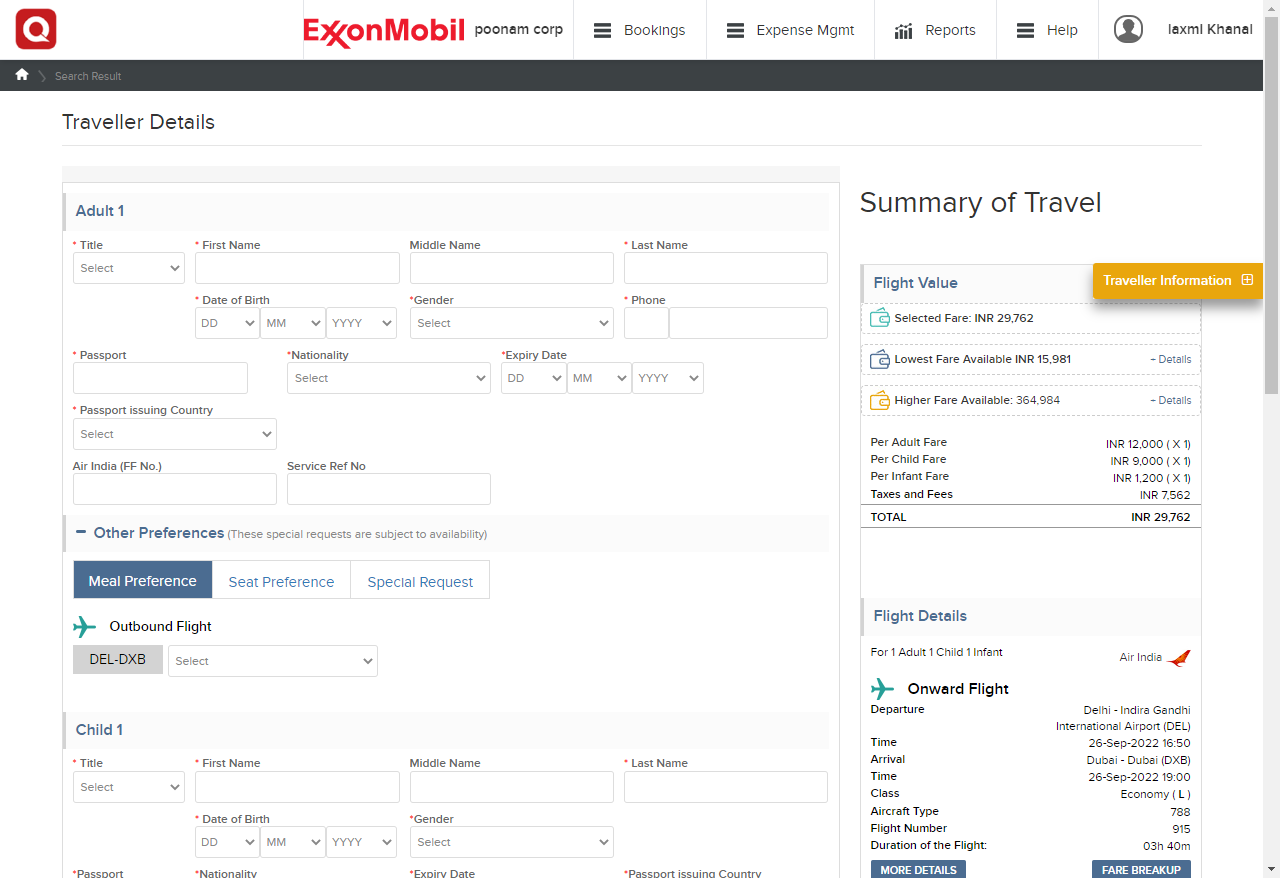 ExxonMobil poonam corp Bookings Expense Mgmt Reports Help laxmi Khanal
Search Result
Traveller Details
Adult 1
* Title * First Name Middle Name * Last Name
Select
* Date of Birth *Gender * Phone
DD MM YYYY Select
* Passport *Nationality *Expiry Date
Select DD MM YYYY
* Passport issuing Country
Select
Air India (FF No.) Service Ref No
− Other Preferences (These special requests are subject to availability)
Meal Preference Seat Preference Special Request
Outbound Flight
DEL-DXB Select
Child 1
* Title * First Name Middle Name * Last Name
Select
* Date of Birth *Gender
DD MM YYYY Select
*Passport *Nationality *Expiry Date *Passport issuing Country
Summary of Travel
Traveller Information
Flight Value
Selected Fare: INR 29,762
Lowest Fare Available INR 15,981 + Details
Higher Fare Available: 364,984 + Details
Per Adult Fare INR 12,000 ( X 1)
Per Child Fare INR 9,000 ( X 1)
Per Infant Fare INR 1,200 ( X 1)
Taxes and Fees INR 7,562
TOTAL INR 29,762
Flight Details
For 1 Adult 1 Child 1 Infant Air India
Onward Flight
Departure Delhi - Indira Gandhi
International Airport (DEL)
Time 26-Sep-2022 16:50
Arrival Dubai - Dubai (DXB)
Time 26-Sep-2022 19:00
Class Economy ( L )
Aircraft Type 788
Flight Number 915
Duration of the Flight: 03h 40m
MORE DETAILS FARE BREAKUP